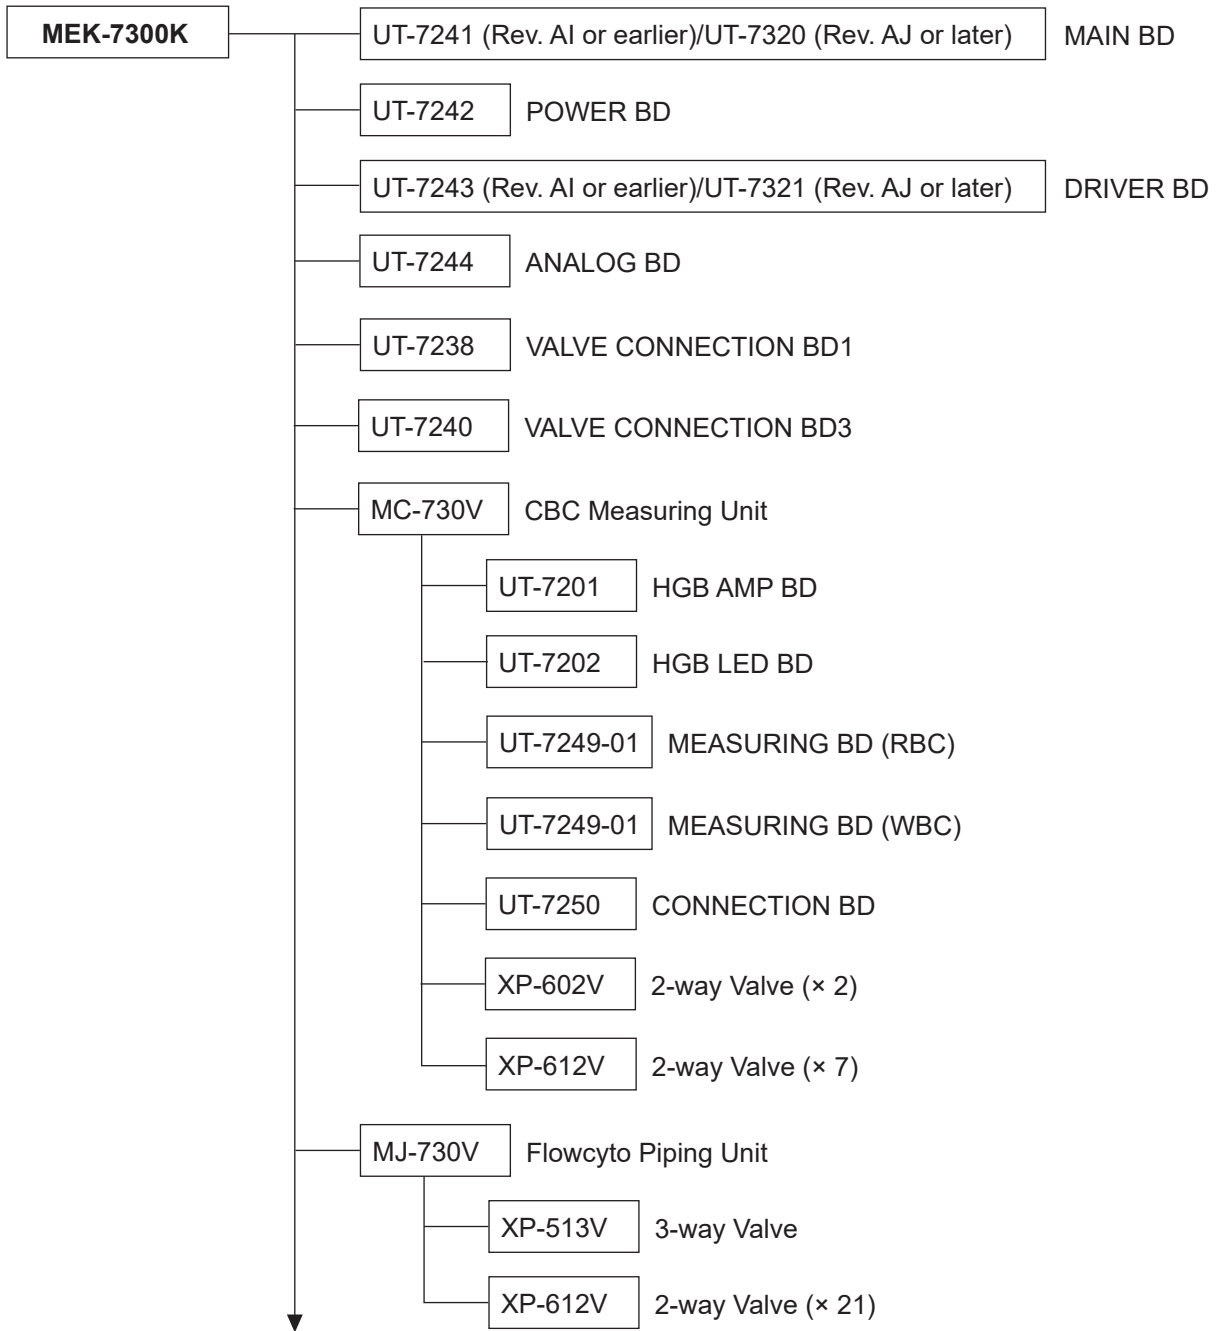 MEK-7300K
UT-7241 (Rev. AI or earlier)/UT-7320 (Rev. AJ or later) MAIN BD
UT-7242 POWER BD
UT-7243 (Rev. AI or earlier)/UT-7321 (Rev. AJ or later) DRIVER BD
UT-7244 ANALOG BD
UT-7238 VALVE CONNECTION BD1
UT-7240 VALVE CONNECTION BD3
MC-730V CBC Measuring Unit
UT-7201 HGB AMP BD
UT-7202 HGB LED BD
UT-7249-01 MEASURING BD (RBC)
UT-7249-01 MEASURING BD (WBC)
UT-7250 CONNECTION BD
XP-602V 2-way Valve (× 2)
XP-612V 2-way Valve (× 7)
MJ-730V Flowcyto Piping Unit
XP-513V 3-way Valve
XP-612V 2-way Valve (× 21)